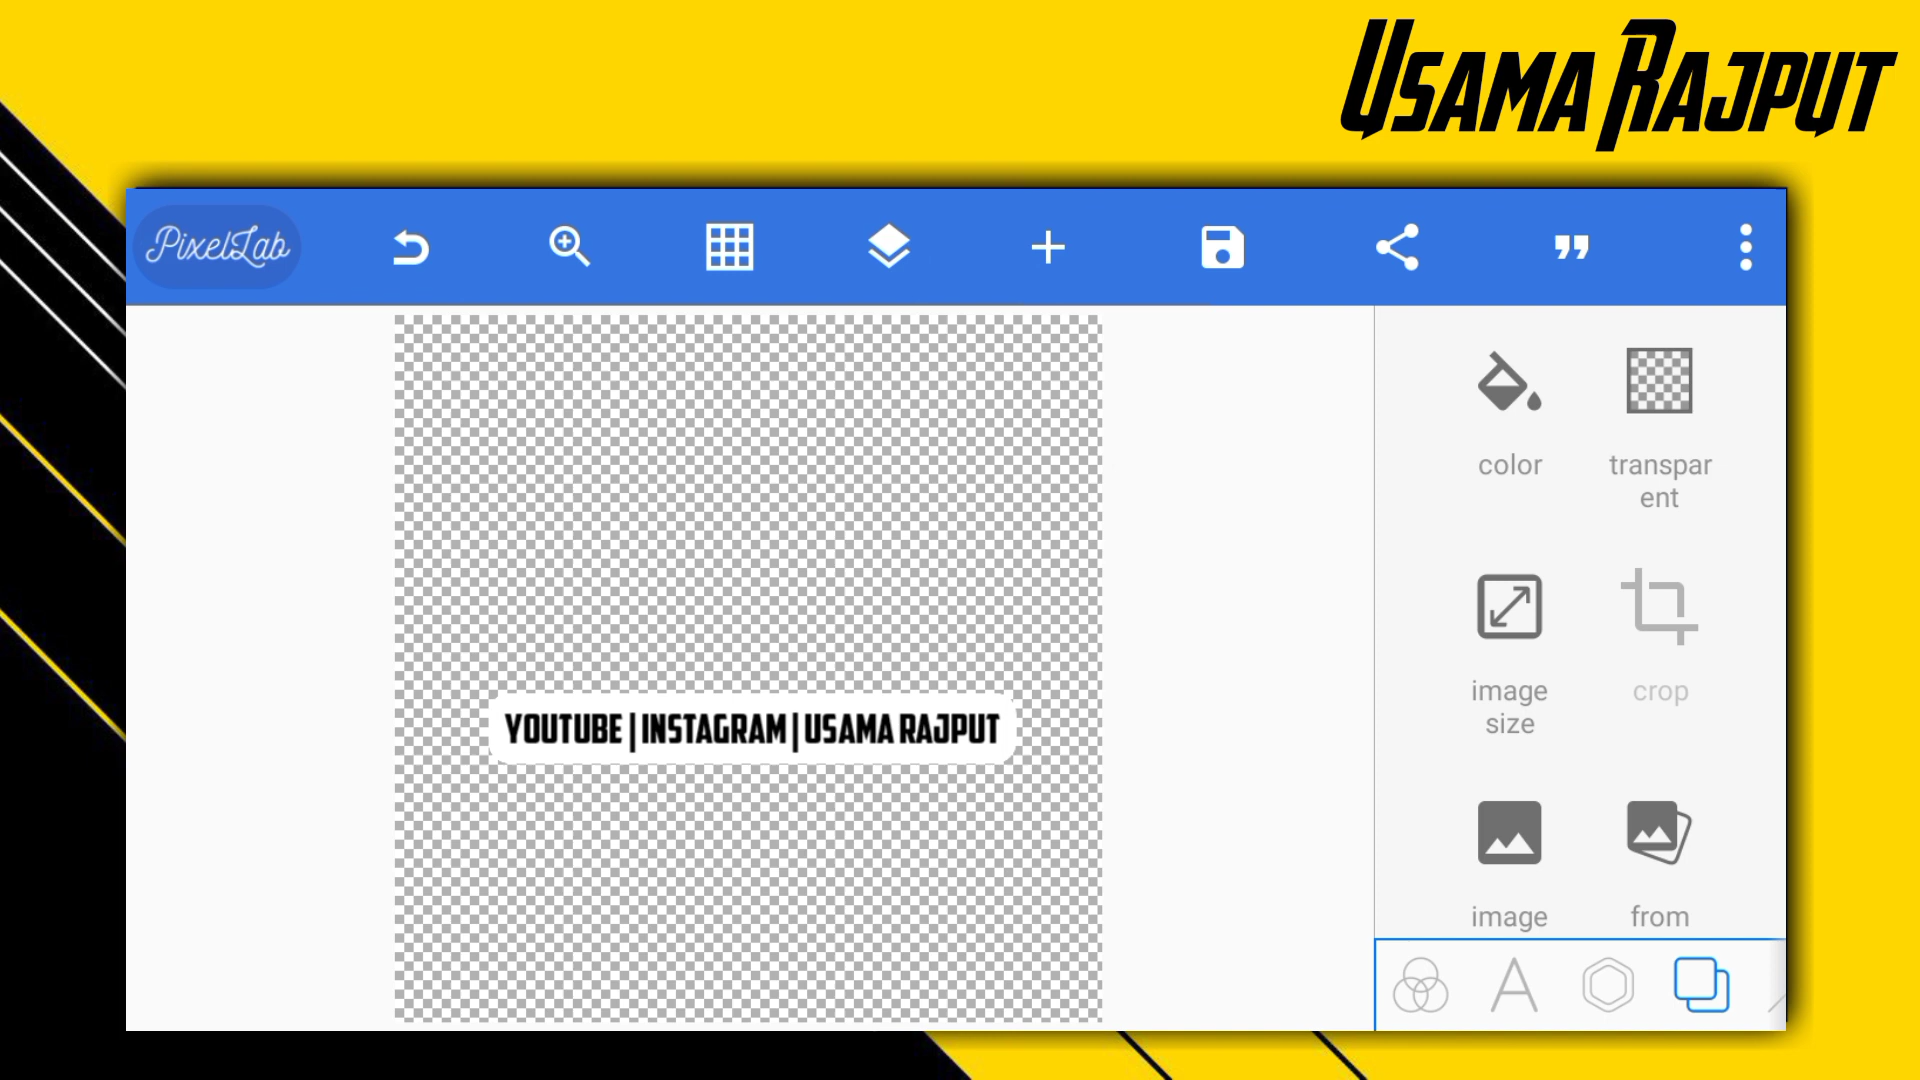 Usama Rajput
PixelLab
color
transpar
ent
YOUTUBE | INSTAGRAM | USAMA RAJPUT
image
size
crop
image
from